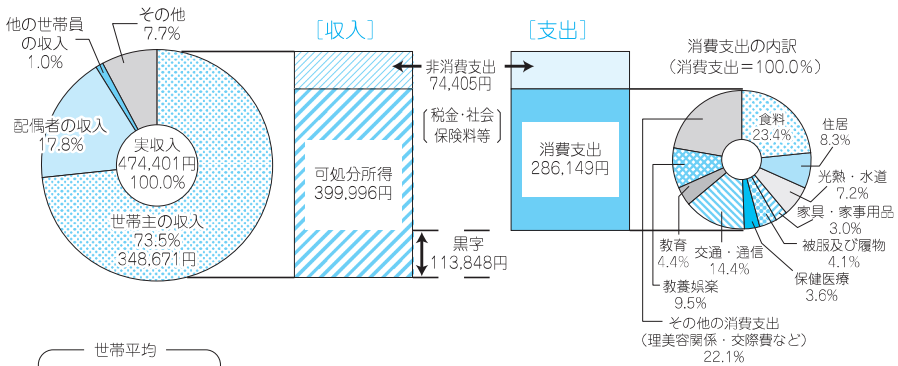 [収入]
[支出]
他の世帯員
の収入
1.0%
その他
7.7%
配偶者の収入
17.8%
実収入
474,401円
100.0%
世帯主の収入
73.5%
348,671円
可処分所得
399,996円
非消費支出
74,405円
税金・社会
保険料等
黒字
113,848円
消費支出
286,149円
消費支出の内訳
(消費支出=100.0%)
食料
23.4%
住居
8.3%
光熱・水道
7.2%
家具・家事用品
3.0%
被服及び履物
4.1%
保健医療
3.6%
交通・通信
14.4%
教育
4.4%
教養娯楽
9.5%
その他の消費支出
(理美容関係・交際費など)
22.1%
世帯平均